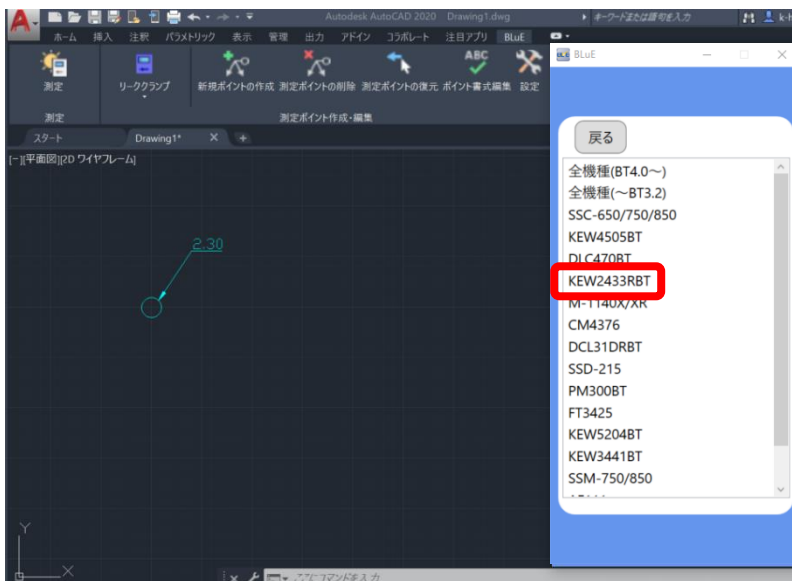 Autodesk AutoCAD 2020 Drawing1.dwg
キーワードまたは語句を入力
k-h
ホーム 挿入 注釈 パラメトリック 表示 管理 出力 アドイン コラボレート 注目アプリ BLuE
測定
リーククランプ
新規ポイントの作成
測定ポイントの削除
測定ポイントの復元
ABC
ポイント書式編集
設定
測定
測定ポイント作成・編集
スタート
Drawing1*
[-][平面図][2D ワイヤフレーム]
2.30
Y
X
ここにコマンドを入力
BLuE
戻る
全機種(BT4.0~)
全機種(~BT3.2)
SSC-650/750/850
KEW4505BT
DLC470BT
KEW2433RBT
M-1140X/XR
CM4376
DCL31DRBT
SSD-215
PM300BT
FT3425
KEW5204BT
KEW3441BT
SSM-750/850